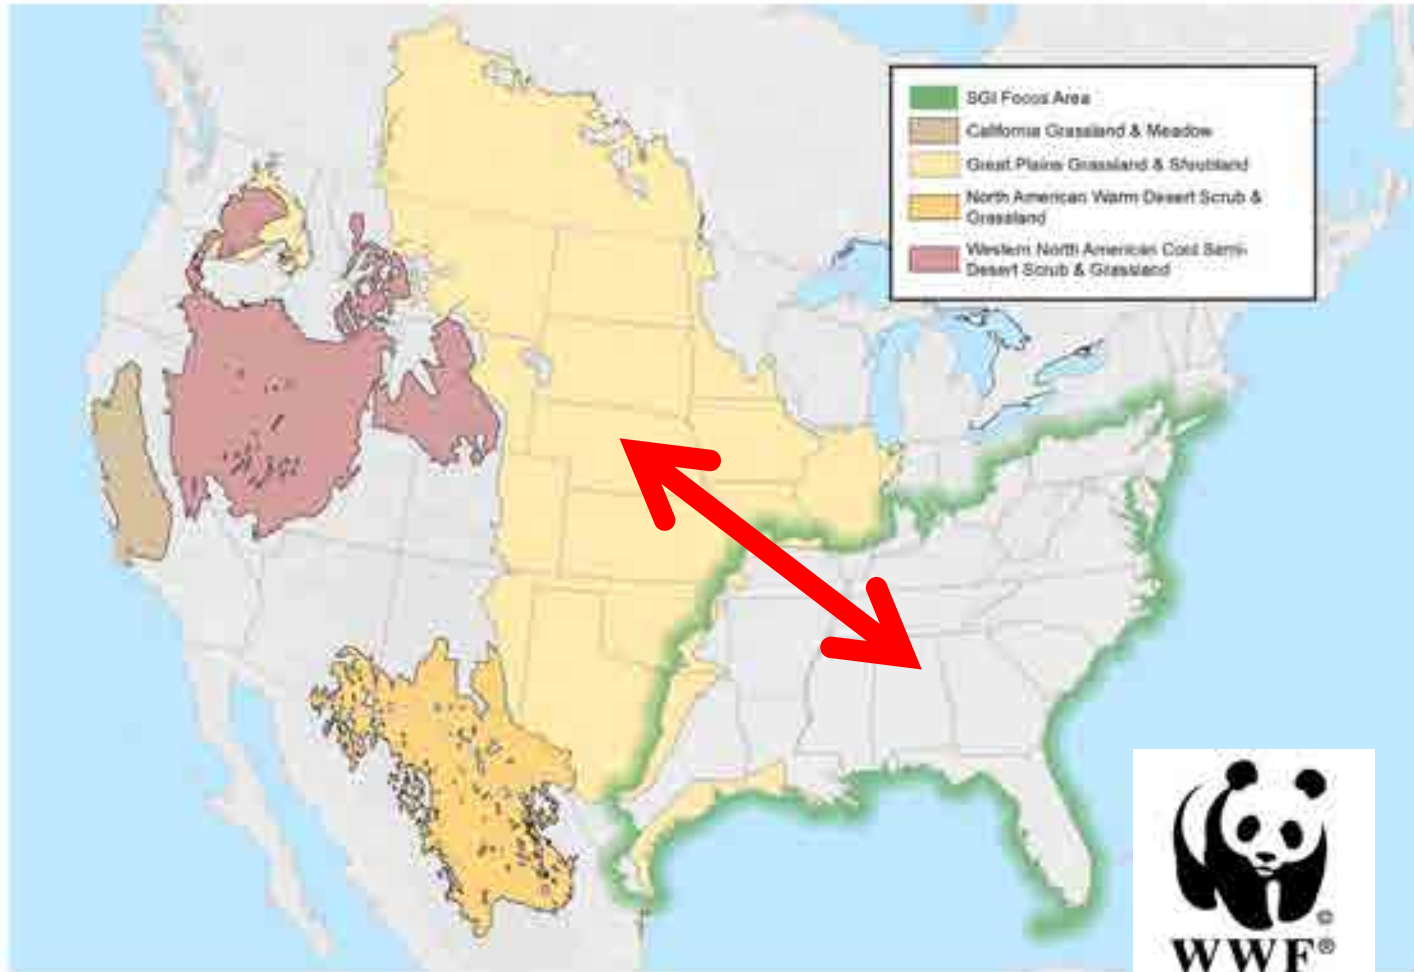 SGI Focus Area
California Grassland & Meadow
Great Plains Grassland & Shrubland
North American Warm Desert Scrub &
Grassland
Western North American Cool Semi-
Desert Scrub & Grassland
©
WWF®